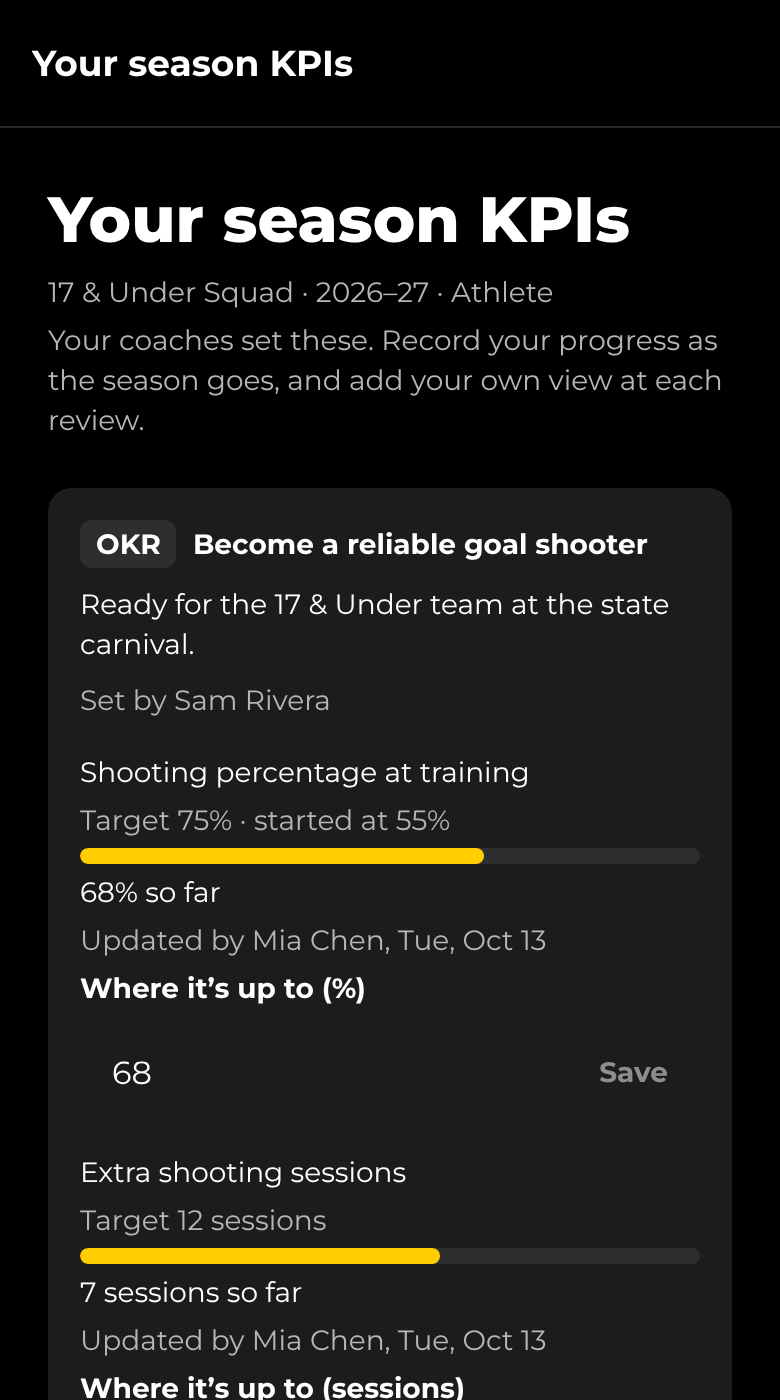 Your season KPIs
Your season KPIs
17 & Under Squad · 2026–27 · Athlete
Your coaches set these. Record your progress as
the season goes, and add your own view at each
review.
OKR Become a reliable goal shooter
Ready for the 17 & Under team at the state
carnival.
Set by Sam Rivera
Shooting percentage at training
Target 75% · started at 55%
68% so far
Updated by Mia Chen, Tue, Oct 13
Where it’s up to (%)
68 Save
Extra shooting sessions
Target 12 sessions
7 sessions so far
Updated by Mia Chen, Tue, Oct 13
Where it’s up to (sessions)